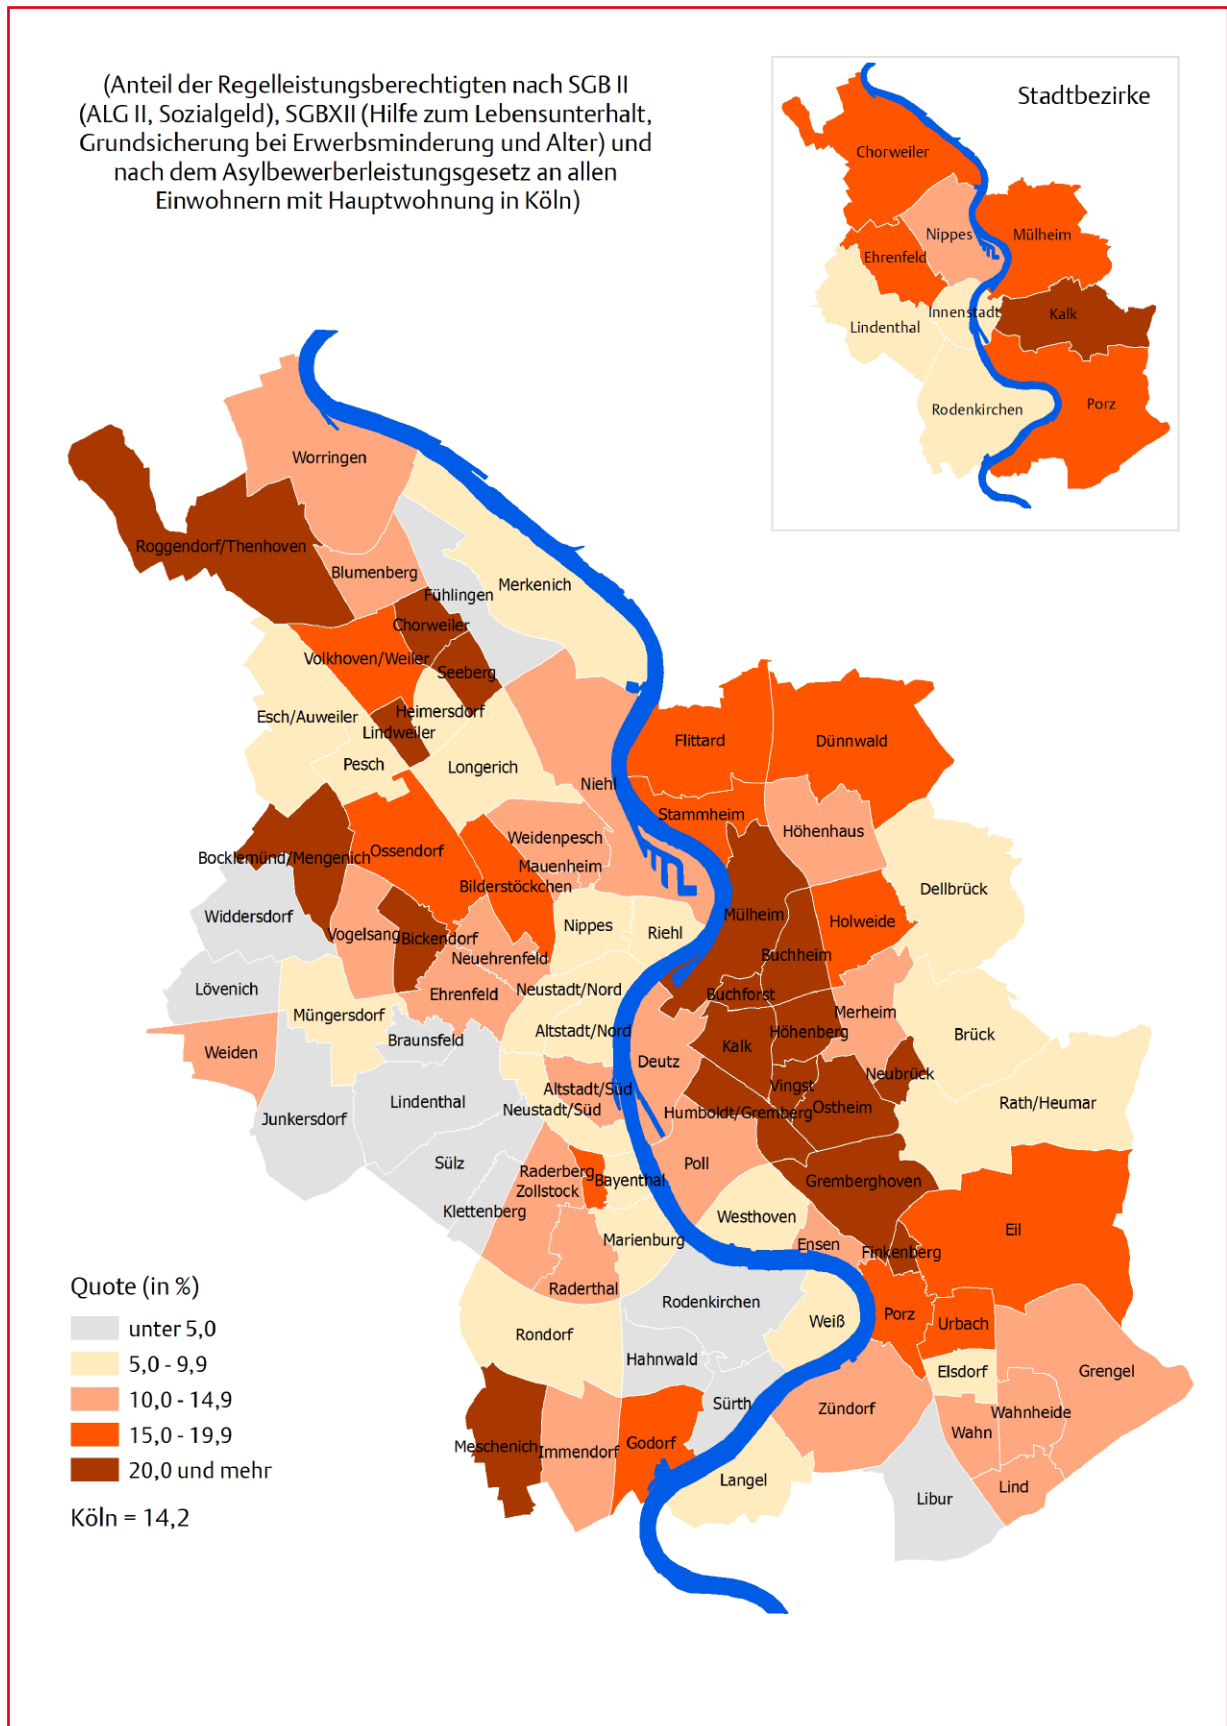 (Anteil der Regelleistungsberechtigten nach SGB II
(ALG II, Sozialgeld), SGBXII (Hilfe zum Lebensunterhalt,
Grundsicherung bei Erwerbsminderung und Alter) und
nach dem Asylbewerberleistungsgesetz an allen
Einwohnern mit Hauptwohnung in Köln)
Stadtbezirke
Chorweiler
Nippes
Mülheim
Ehrenfeld
Innenstadt
Kalk
Lindenthal
Rodenkirchen
Porz
Worringen
Roggendorf/Thenhoven
Blumenberg
Merkenich
Fühlingen
Chorweiler
Volkhoven/Weiler
Seeberg
Heimersdorf
Esch/Auweiler
Lindweiler
Pesch
Longerich
Flittard
Dünnwald
Niehl
Stammheim
Höhenhaus
Weidenpesch
Ossendorf
Bocklemünd/Mengenich
Mauenheim
Bilderstöckchen
Dellbrück
Widdersdorf
Mülheim
Holweide
Nippes
Riehl
Vogelsang
Bickendorf
Buchheim
Neuehrenfeld
Lövenich
Neustadt/Nord
Ehrenfeld
Buchforst
Merheim
Müngersdorf
Altstadt/Nord
Höhenberg
Brück
Braunsfeld
Kalk
Weiden
Deutz
Neubrück
Vingst
Altstadt/Süd
Lindenthal
Rath/Heumar
Neustadt/Süd
Humboldt/Gremberg
Ostheim
Junkersdorf
Sülz
Poll
Raderberg
Bayenthal
Gremberghoven
Zollstock
Klettenberg
Westhoven
Eil
Marienburg
Ensen
Finkenberg
Raderthal
Rodenkirchen
Porz
Weiß
Urbach
Rondorf
Hahnwald
Elsdorf
Grengel
Sürth
Zündorf
Wahnheide
Wahn
Meschenich
Immendorf
Godorf
Langel
Lind
Libur
Quote (in %)
unter 5,0
5,0 - 9,9
10,0 - 14,9
15,0 - 19,9
20,0 und mehr
Köln = 14,2